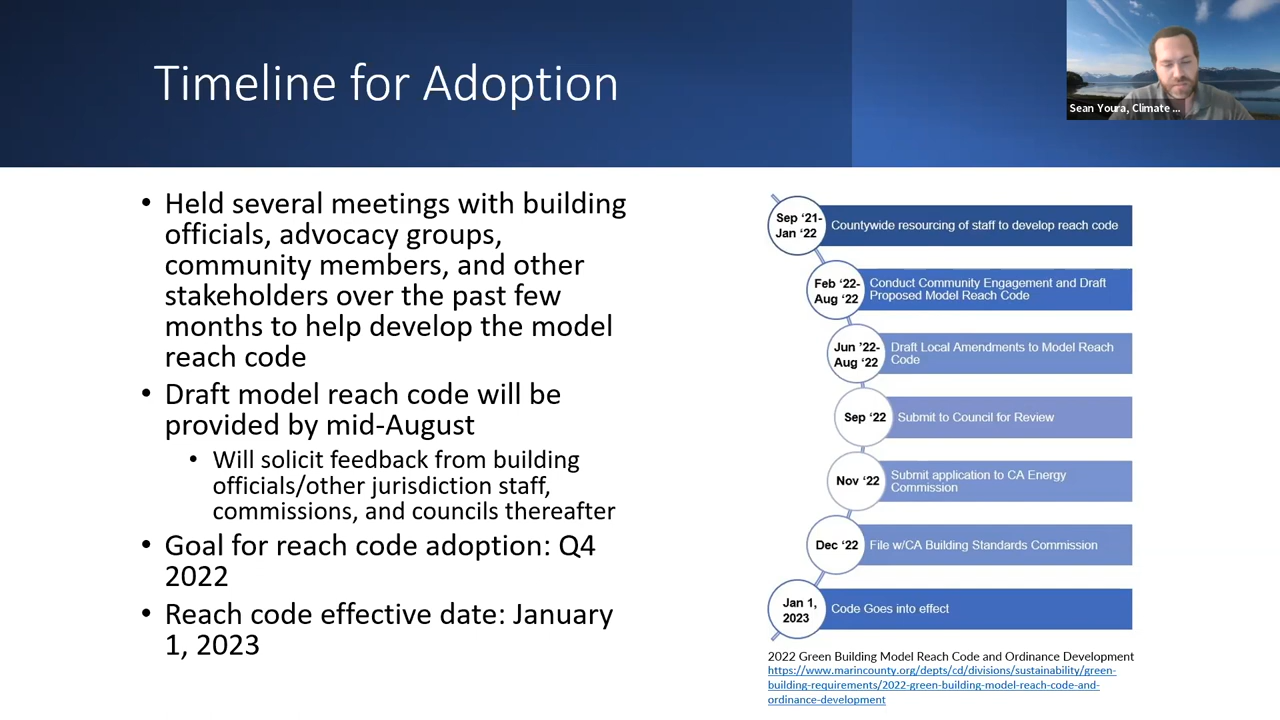 Timeline for Adoption
Sean Youra, Climate ...
• Held several meetings with building
officials, advocacy groups,
community members, and other
stakeholders over the past few
months to help develop the model
reach code
• Draft model reach code will be
provided by mid-August
• Will solicit feedback from building
officials/other jurisdiction staff,
commissions, and councils thereafter
• Goal for reach code adoption: Q4
2022
• Reach code effective date: January
1, 2023
Sep ‘21-
Jan ‘22
Countywide resourcing of staff to develop reach code
Feb ‘22-
Aug ‘22
Conduct Community Engagement and Draft
Proposed Model Reach Code
Jun ’22-
Aug ‘22
Draft Local Amendments to Model Reach
Code
Sep ‘22
Submit to Council for Review
Nov ‘22
Submit application to CA Energy
Commission
Dec ‘22
File w/CA Building Standards Commission
Jan 1,
2023
Code Goes into effect
2022 Green Building Model Reach Code and Ordinance Development
https://www.marincounty.org/depts/cd/divisions/sustainability/green-
building-requirements/2022-green-building-model-reach-code-and-
ordinance-development